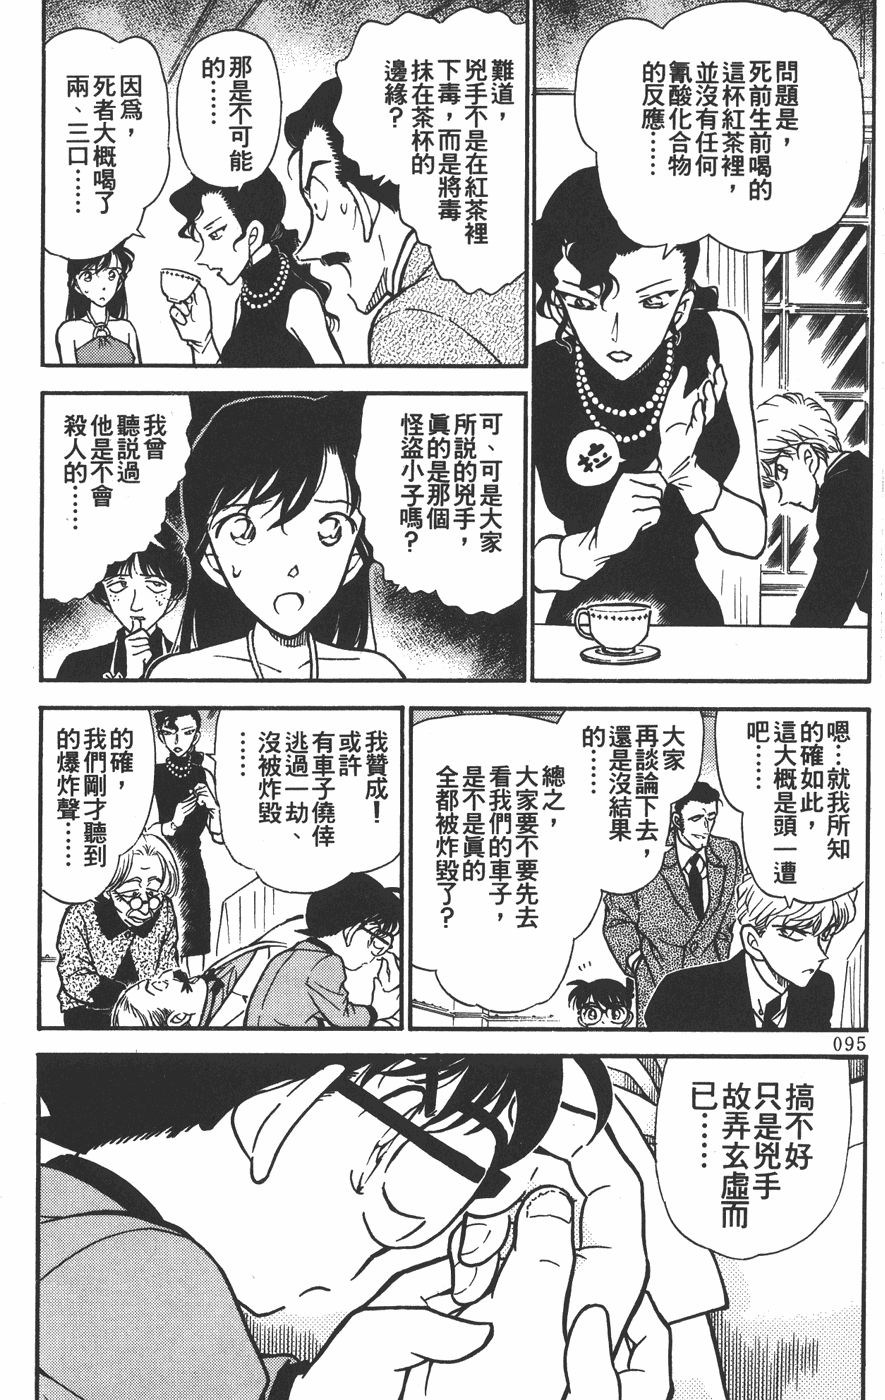 問題是，
死前生前喝的
這杯紅茶裡，
並沒有任何
氰酸化合物
的反應……
拉
難道，
兇手不是在紅茶裡
下毒，而是將毒
抹在茶杯的
邊緣？
那是不可能
的……
因爲，
死者大概喝了
兩、三口……
可、可是大家
所說的兇手，
眞的是那個
怪盜小子嗎？
我曾
聽說過
他是不會
殺人的……
嗯…就我所知
的確如此，
這大概是頭一遭
吧……
大家
再談論下去，
還是沒結果
的……
總之，
大家要不要先去
看我們的車子，
是不是眞的
全都被炸毀了？
我贊成！
或許
有車子僥倖
逃過一劫、
沒被炸毀
……
的確，
我們剛才聽到
的爆炸聲……
095
搞不好
只是兇手
故弄玄虛而
已……